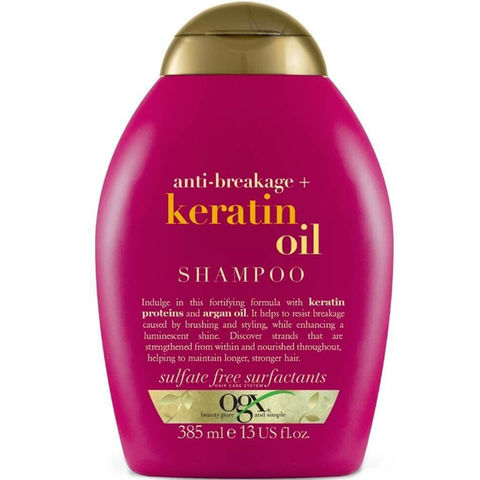 anti-breakage +
keratin
oil
SHAMPOO
Indulge in this fortifying formula with keratin
proteins and argan oil. It helps to resist breakage
caused by brushing and styling, while enhancing a
luminescent shine. Discover strands that are
strengthened from within and nourished throughout,
helping to maintain longer, stronger hair.
sulfate free surfactants
A HAIR CARE SYSTEM
ogx
beauty pure and simple
385 ml e 13 US fl.oz.